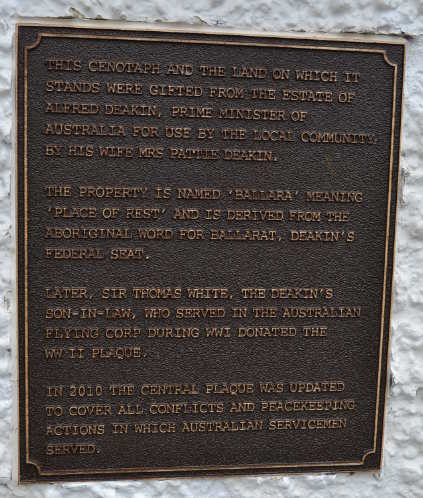 THIS CENOTAPH AND THE LAND ON WHICH IT
STANDS WERE GIFTED FROM THE ESTATE OF
ALFRED DEAKIN, PRIME MINISTER OF
AUSTRALIA FOR USE BY THE LOCAL COMMUNITY,
BY HIS WIFE MRS PATTIE DEAKIN.
THE PROPERTY IS NAMED 'BALLARA' MEANING
'PLACE OF REST' AND IS DERIVED FROM THE
ABORIGINAL WORD FOR BALLARAT, DEAKIN'S
FEDERAL SEAT.
LATER, SIR THOMAS WHITE, THE DEAKIN'S
SON-IN-LAW, WHO SERVED IN THE AUSTRALIAN
FLYING CORP DURING WWI DONATED THE
WW II PLAQUE.
IN 2010 THE CENTRAL PLAQUE WAS UPDATED
TO COVER ALL CONFLICTS AND PEACEKEEPING
ACTIONS IN WHICH AUSTRALIAN SERVICEMEN
SERVED.